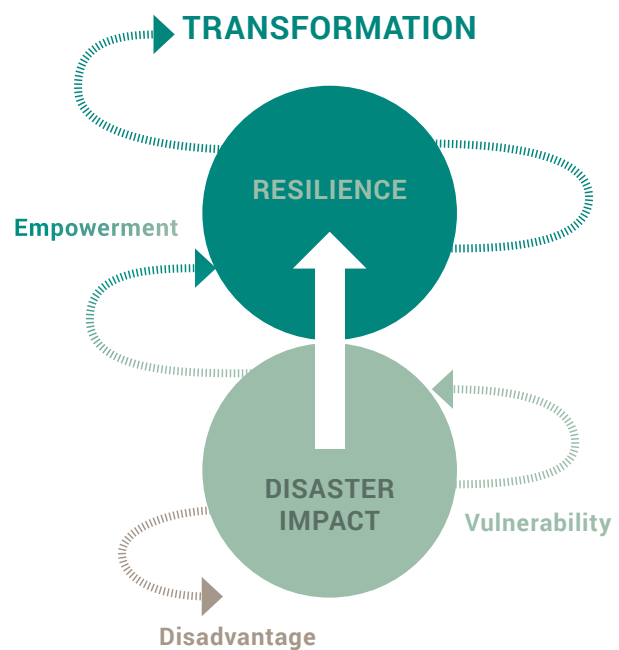 TRANSFORMATION
RESILIENCE
Empowerment
DISASTER
IMPACT
Vulnerability
Disadvantage